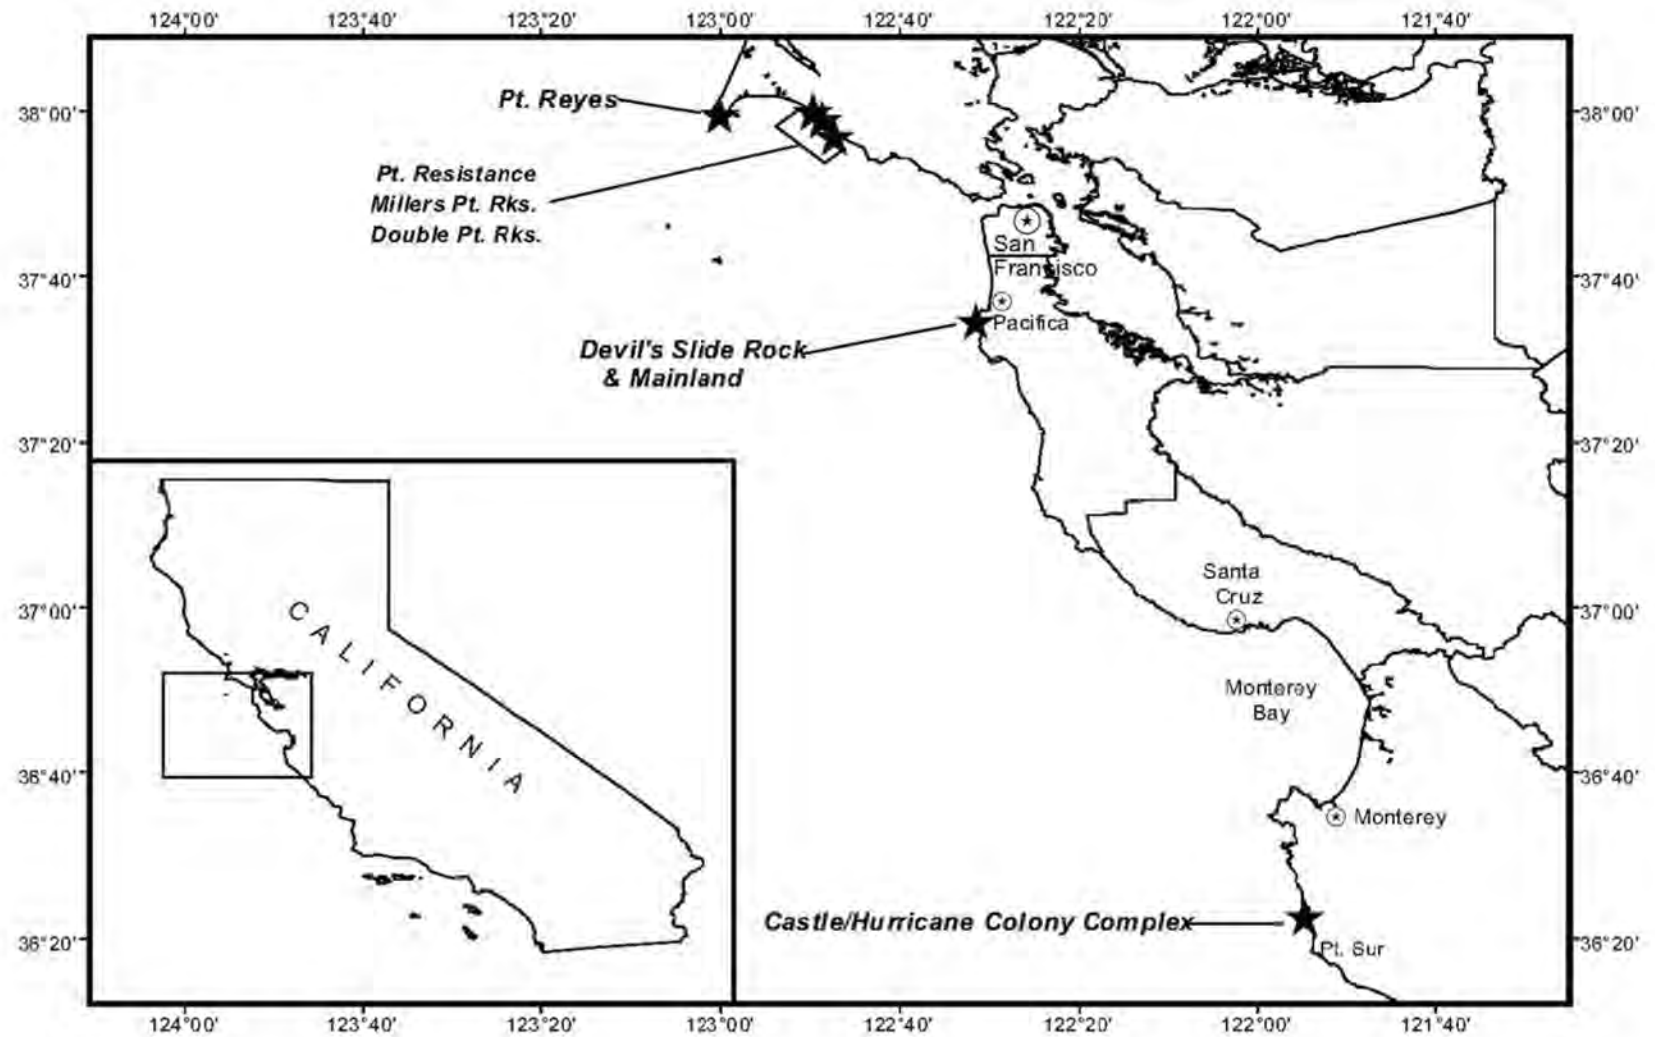 124°00' 123°40' 123°20' 123°00' 122°40' 122°20' 122°00' 121°40'
Pt. Reyes
38°00' 38°00'
Pt. Resistance
Millers Pt. Rks.
Double Pt. Rks.
San
Fransisco
37°40' 37°40'
Pacifica
Devil's Slide Rock
& Mainland
37°20' 37°20'
Santa
Cruz
37°00' 37°00'
CALIFORNIA
Monterey
Bay
36°40' 36°40'
Monterey
Castle/Hurricane Colony Complex
36°20' 36°20'
Pt. Sur
124°00' 123°40' 123°20' 123°00' 122°40' 122°20' 122°00' 121°40'